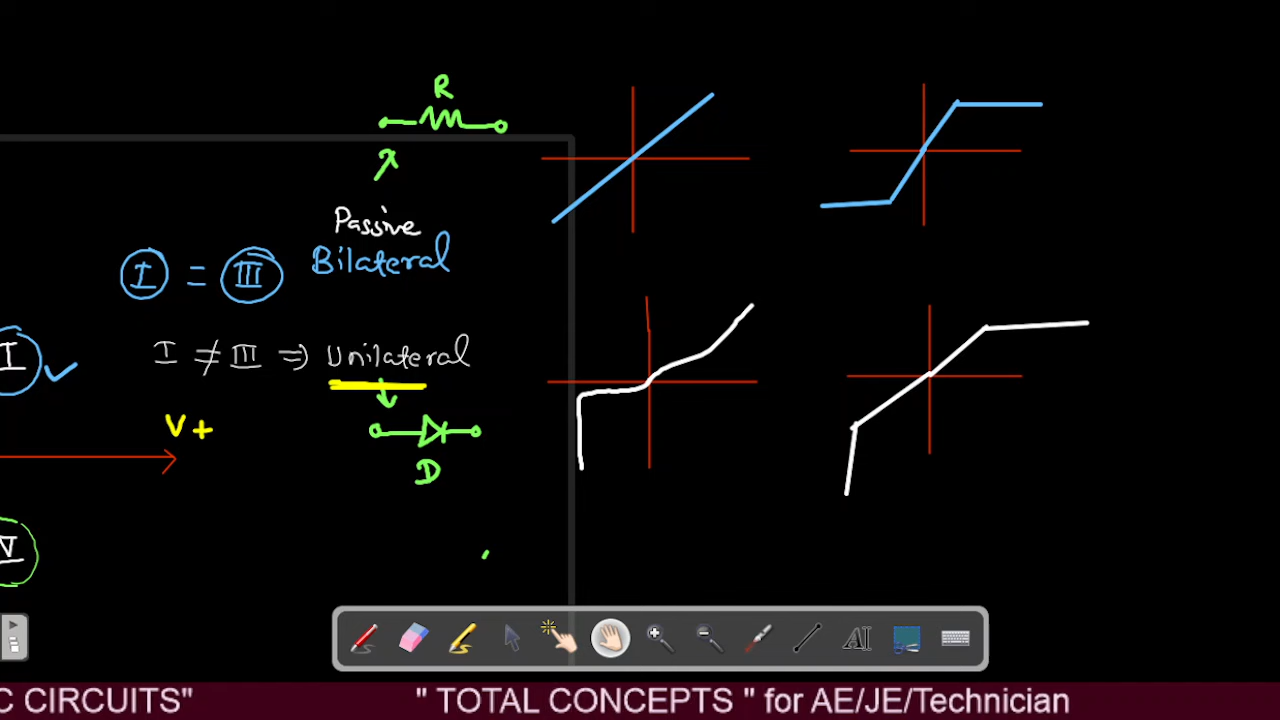 R
Passive
Bilateral
I = III
I ≠ III ⇒ Unilateral
I
V +
D
V
C CIRCUITS" " TOTAL CONCEPTS " for AE/JE/Technician